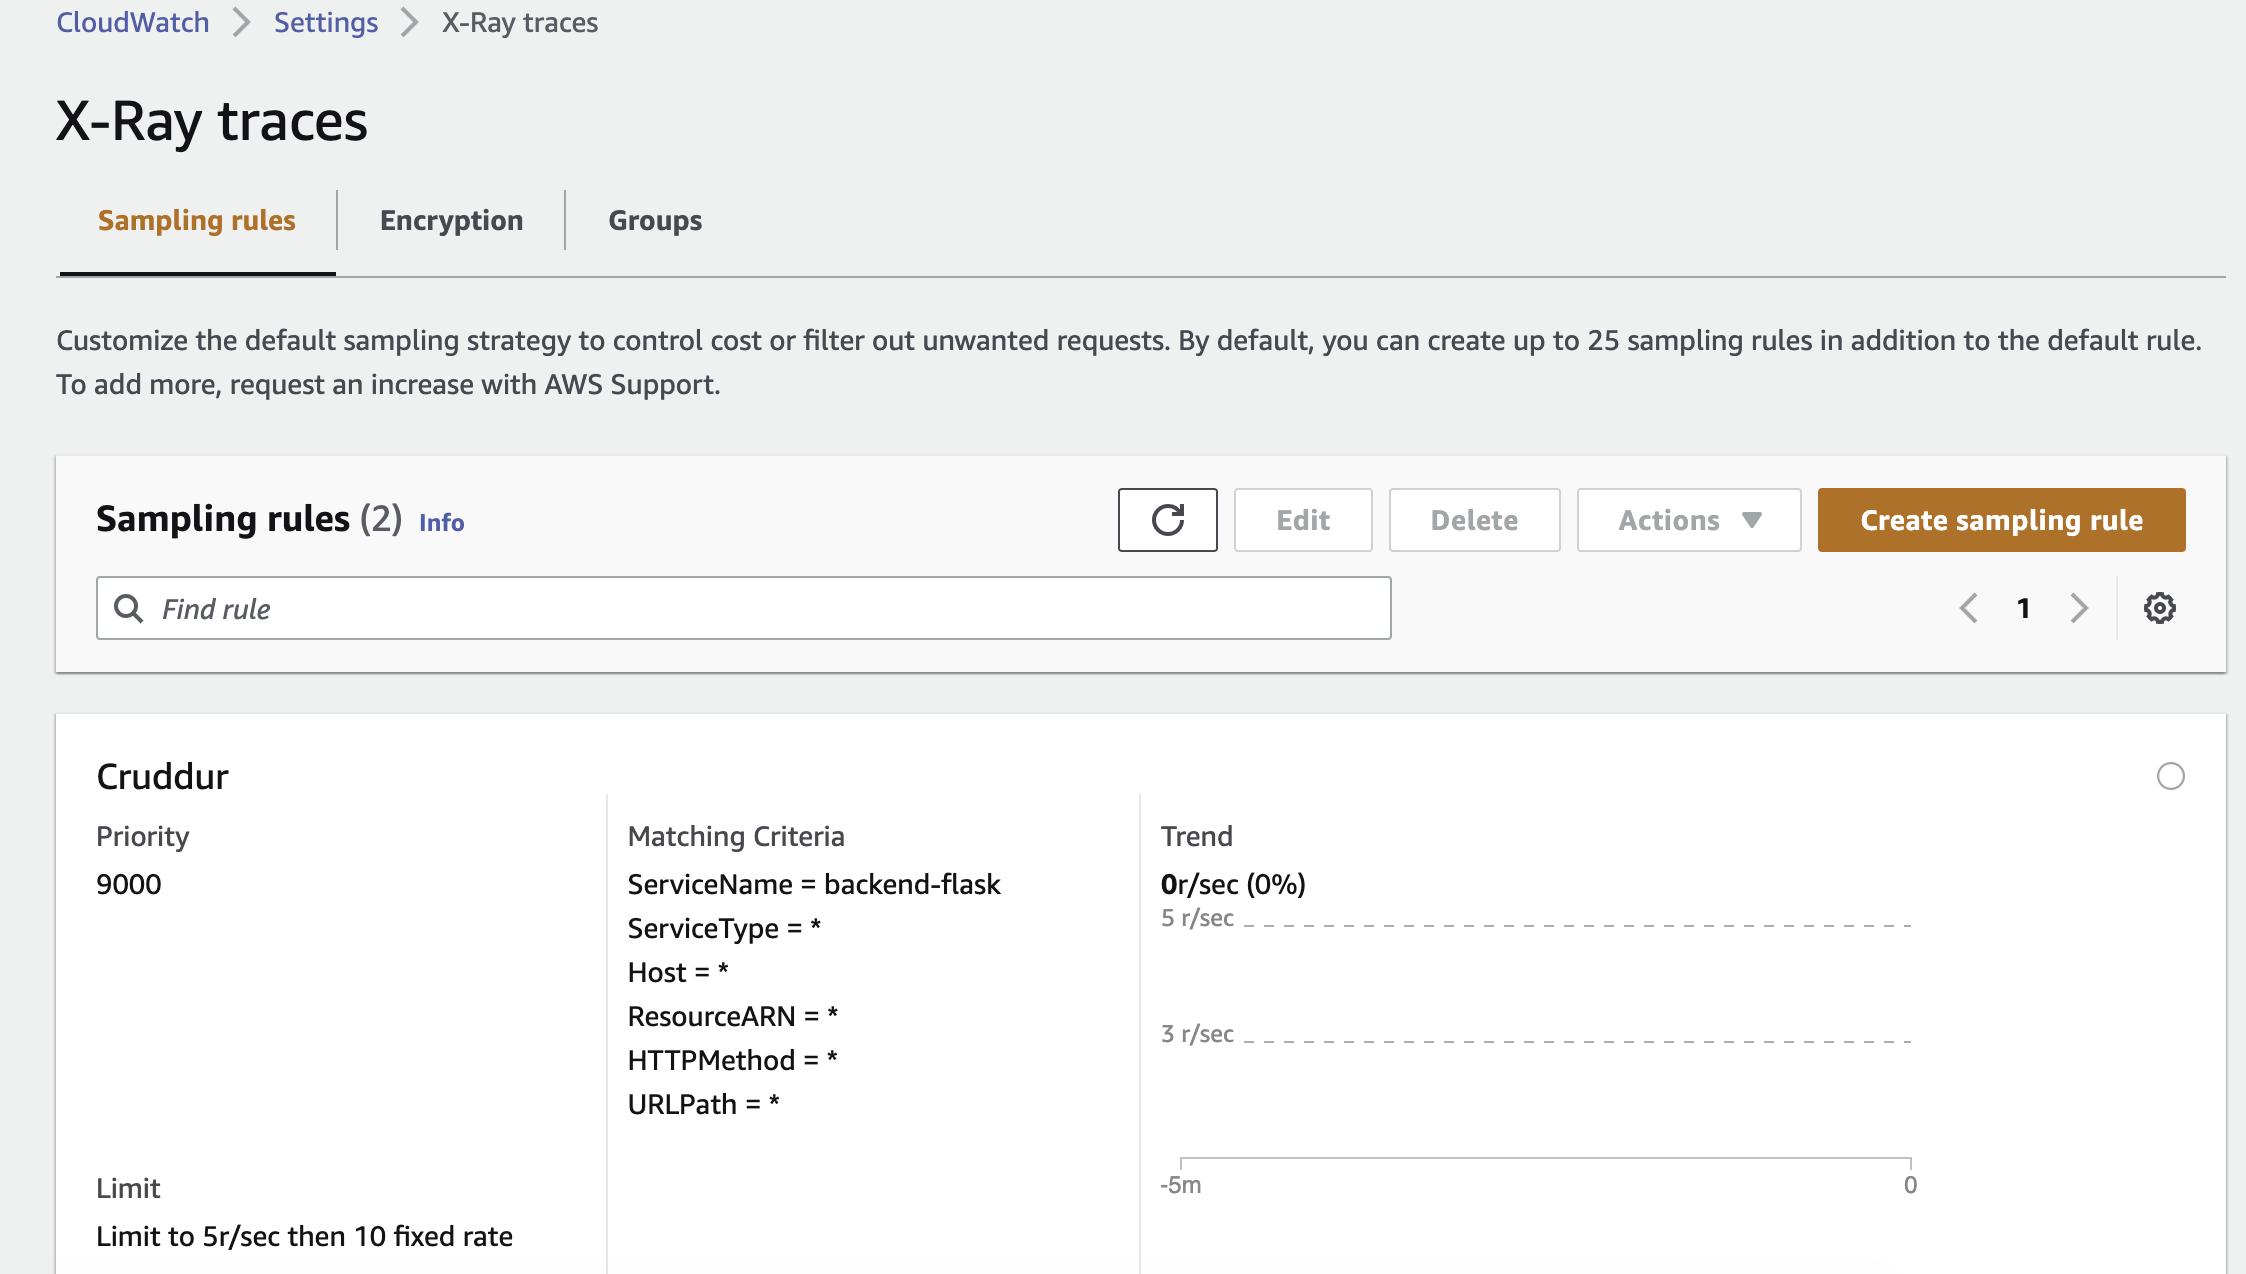 CloudWatch Settings X-Ray traces
X-Ray traces
Sampling rules Encryption Groups
Customize the default sampling strategy to control cost or filter out unwanted requests. By default, you can create up to 25 sampling rules in addition to the default rule.
To add more, request an increase with AWS Support.
Sampling rules (2) Info
Edit Delete Actions Create sampling rule
Find rule
1
Cruddur
Priority
9000
Limit
Limit to 5r/sec then 10 fixed rate
Matching Criteria
ServiceName = backend-flask
ServiceType = *
Host = *
ResourceARN = *
HTTPMethod = *
URLPath = *
Trend
0r/sec (0%)
5 r/sec
3 r/sec
-5m 0